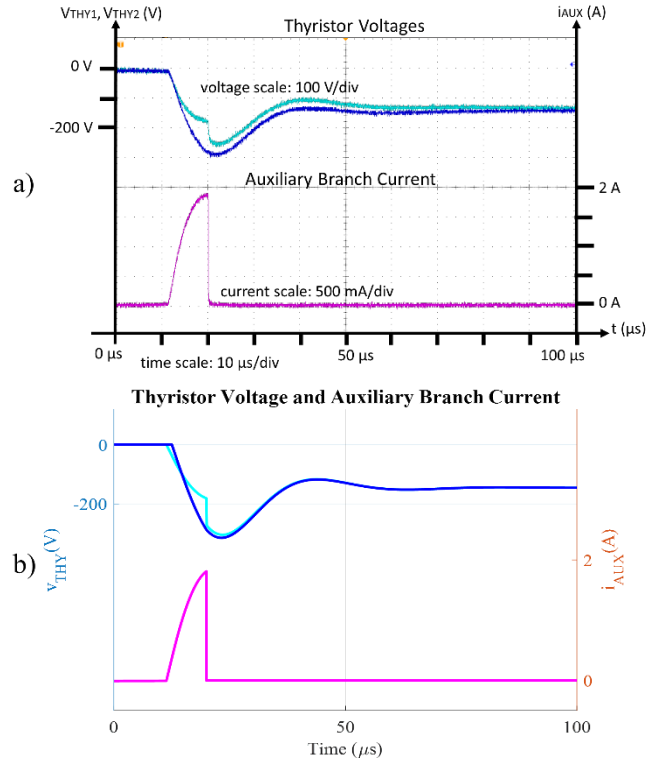 VTHY1, VTHY2 (V)
iAUX(A)
Thyristor Voltages
0 V
voltage scale: 100 V/div
-200 V
a)
Auxiliary Branch Current
2 A
current scale: 500 mA/div
0 A
t (µs)
0 µs
50 µs
100 µs
time scale: 10 µs/div
Thyristor Voltage and Auxiliary Branch Current
0
-200
b)
vTHY(V)
2
iAUX(A)
0
0
50
100
Time (µs)